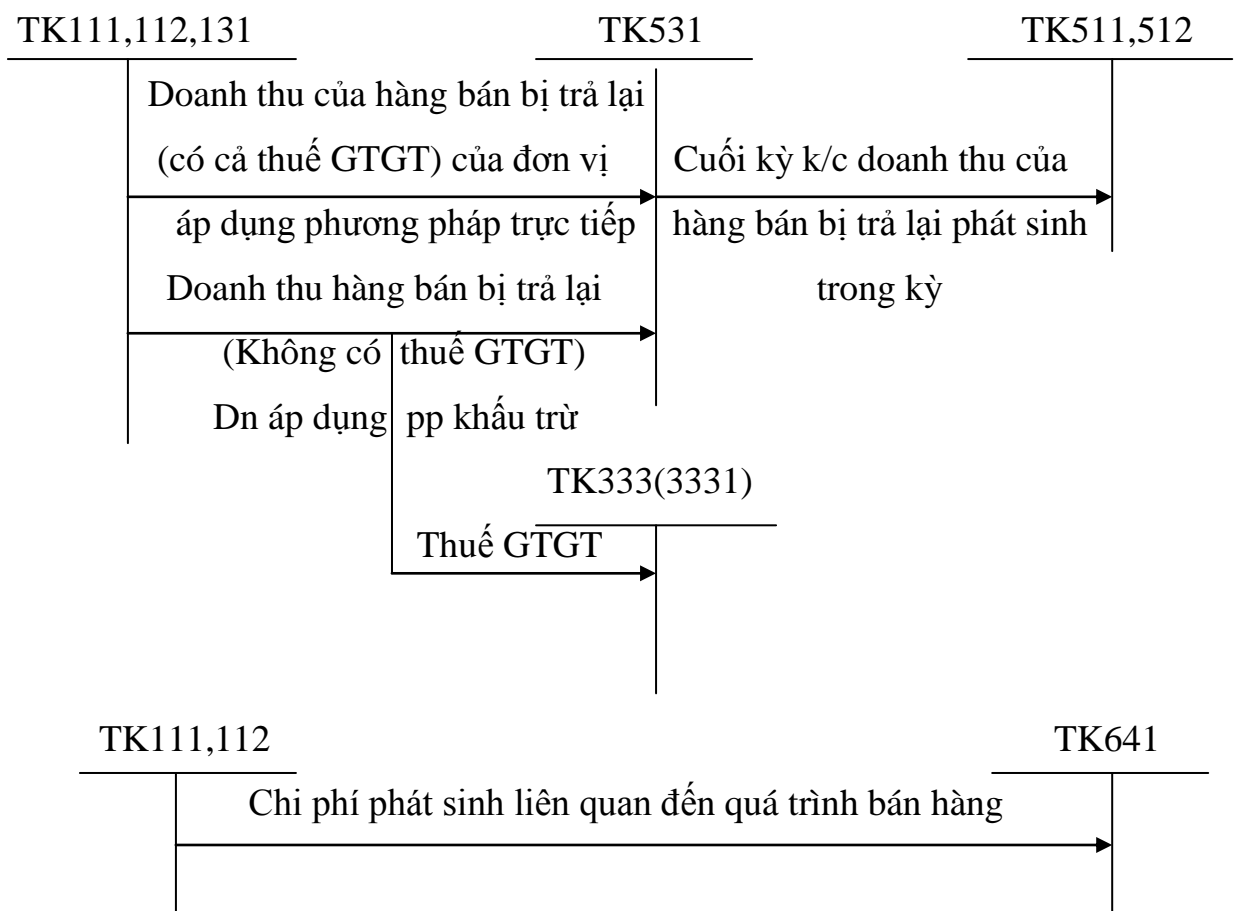 TK111,112,131 TK531 TK511,512
Doanh thu của hàng bán bị trả lại
(có cả thuế GTGT) của đơn vị
áp dụng phương pháp trực tiếp
Cuối kỳ k/c doanh thu của
hàng bán bị trả lại phát sinh
trong kỳ
Doanh thu hàng bán bị trả lại
(Không có thuế GTGT)
Dn áp dụng pp khấu trừ
TK333(3331)
Thuế GTGT
TK111,112 TK641
Chi phí phát sinh liên quan đến quá trình bán hàng